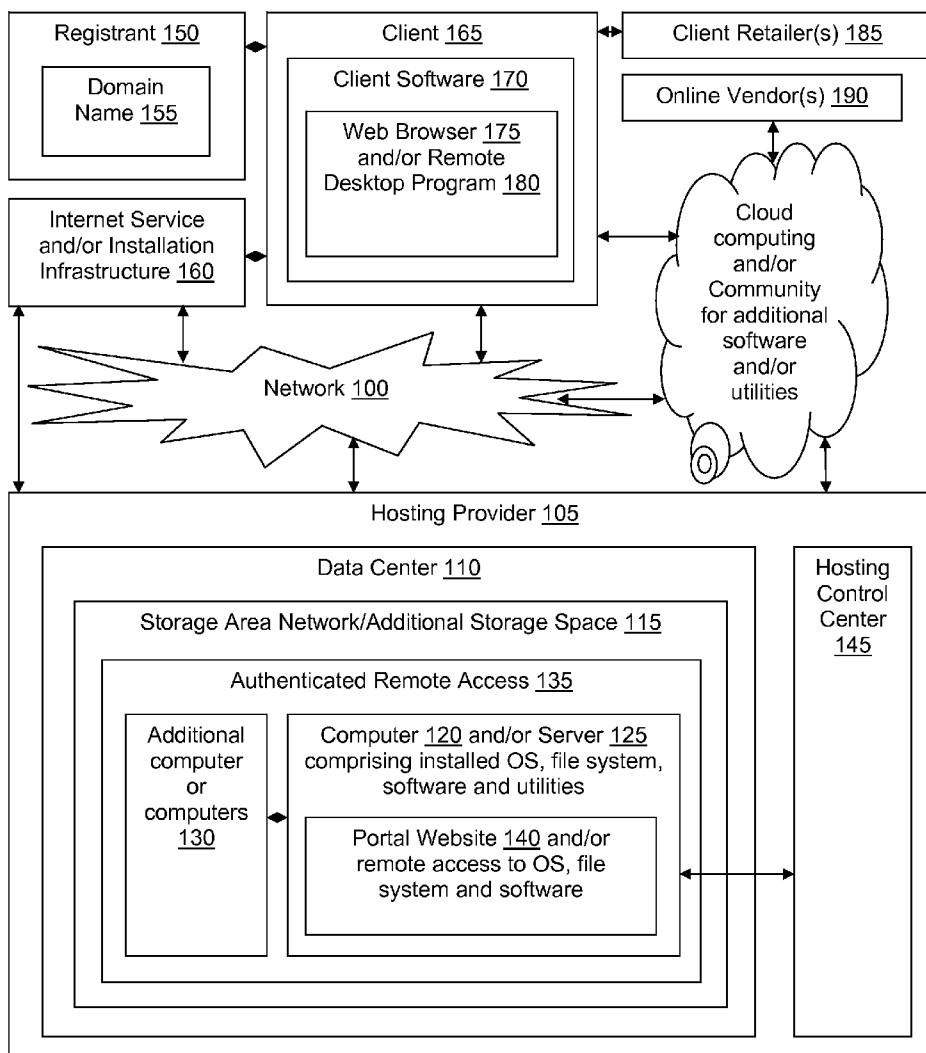 Registrant 150
Domain
Name 155
Client 165
Client Software 170
Web Browser 175
and/or Remote
Desktop Program 180
Client Retailer(s) 185
Online Vendor(s) 190
Internet Service
and/or Installation
Infrastructure 160
Cloud
computing
and/or
Community
for additional
software
and/or
utilities
Network 100
Hosting Provider 105
Data Center 110
Storage Area Network/Additional Storage Space 115
Authenticated Remote Access 135
Additional
computer
or
computers
130
Computer 120 and/or Server 125
comprising installed OS, file system,
software and utilities
Portal Website 140 and/or
remote access to OS, file
system and software
Hosting
Control
Center
145